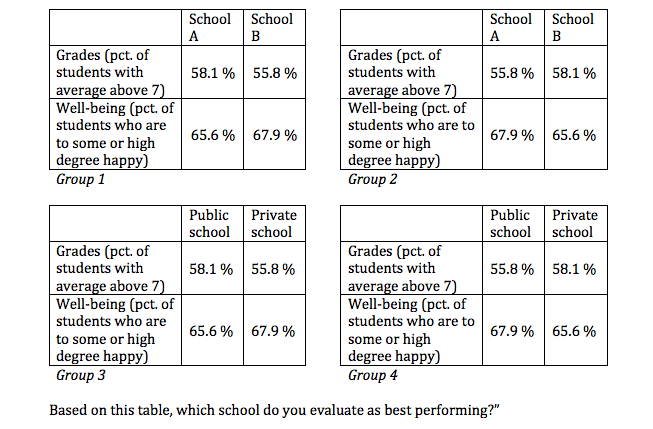 School A School B
Grades (pct. of students with average above 7) 58.1 % 55.8 %
Well-being (pct. of students who are to some or high degree happy) 65.6 % 67.9 %
Group 1
School A School B
Grades (pct. of students with average above 7) 55.8 % 58.1 %
Well-being (pct. of students who are to some or high degree happy) 67.9 % 65.6 %
Group 2
Public school Private school
Grades (pct. of students with average above 7) 58.1 % 55.8 %
Well-being (pct. of students who are to some or high degree happy) 65.6 % 67.9 %
Group 3
Public school Private school
Grades (pct. of students with average above 7) 55.8 % 58.1 %
Well-being (pct. of students who are to some or high degree happy) 67.9 % 65.6 %
Group 4
Based on this table, which school do you evaluate as best performing?”